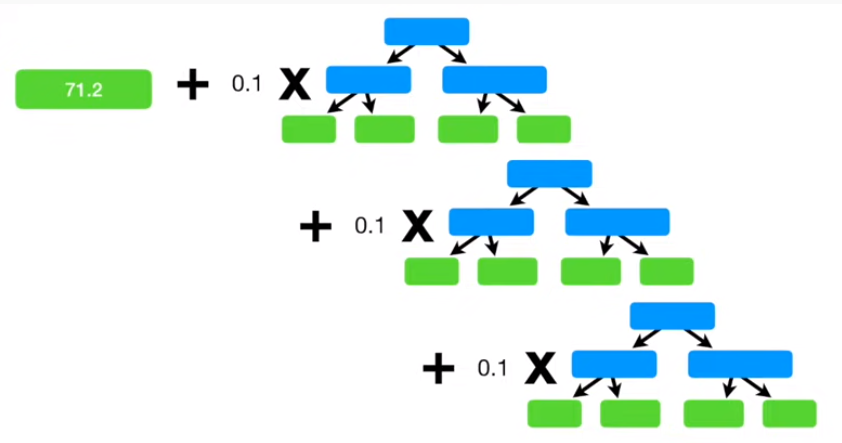 71.2 + 0.1 X
+ 0.1 X
+ 0.1 X